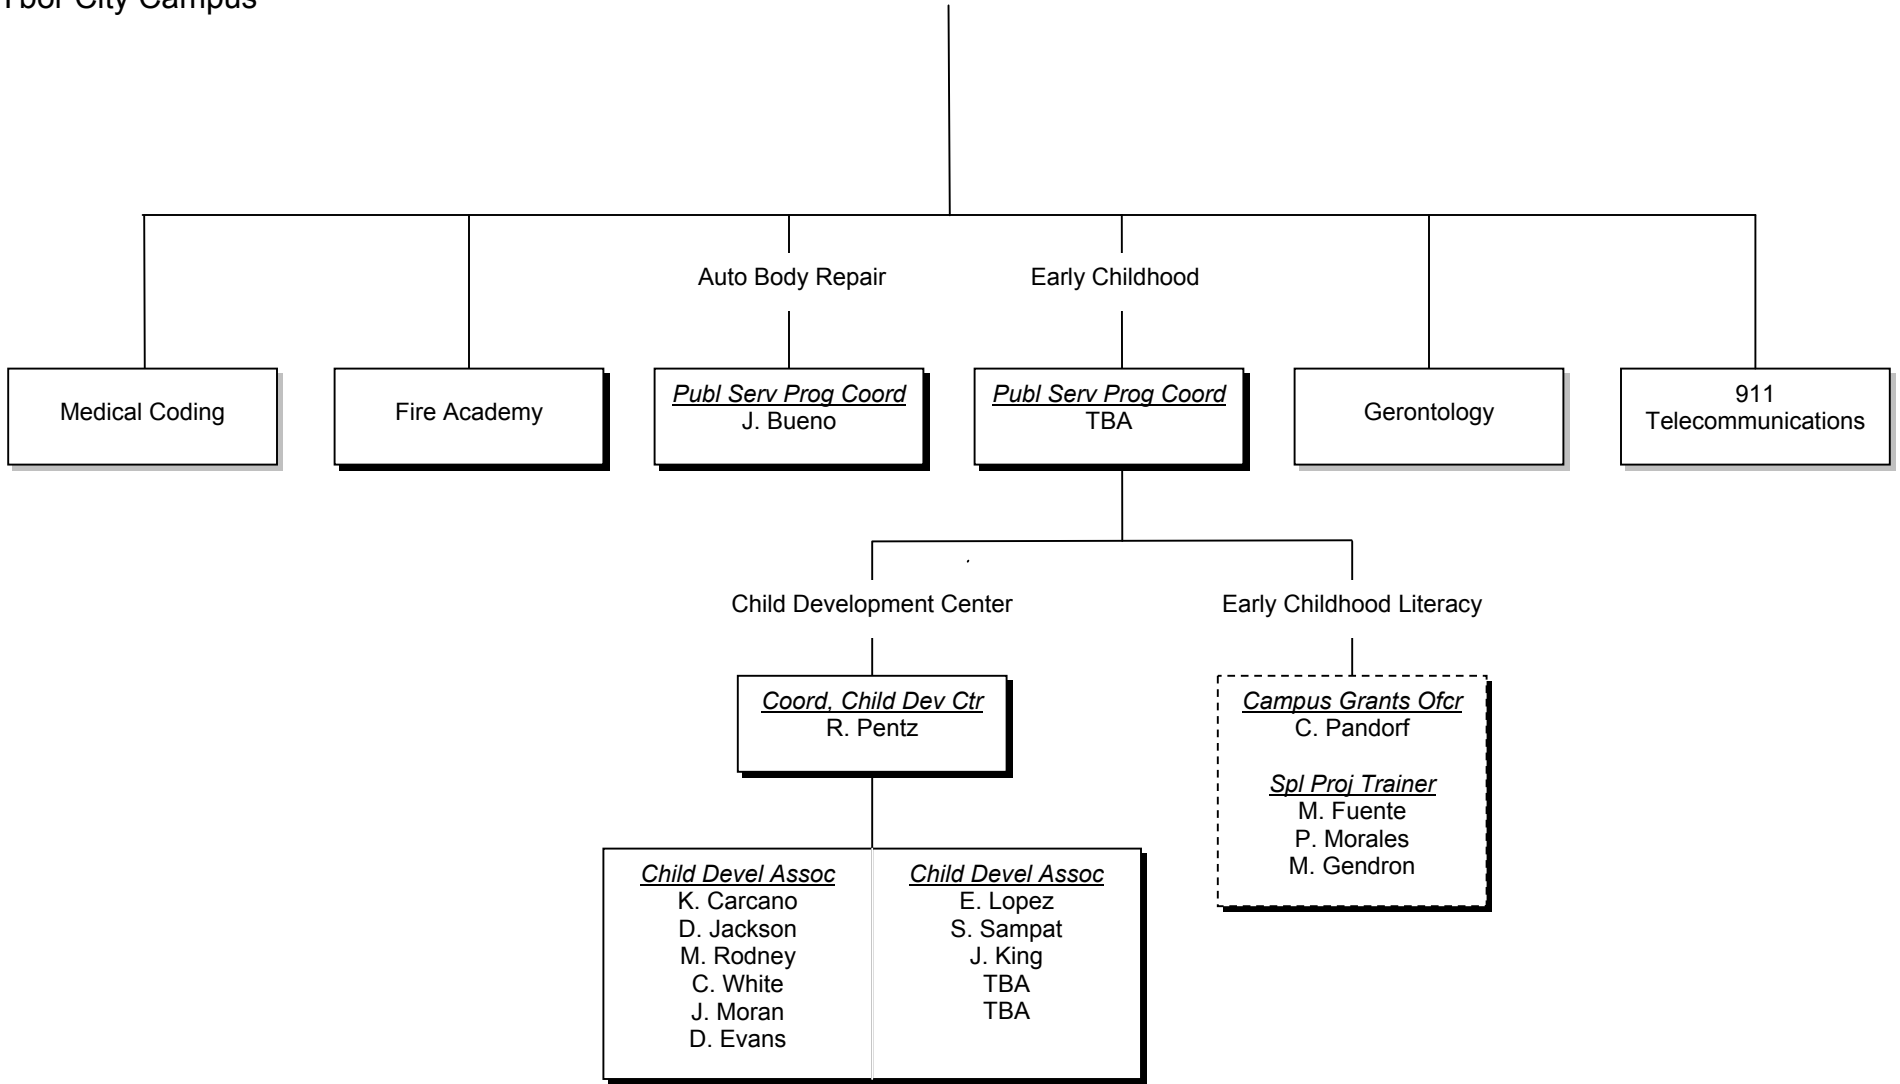 Ybor City Campus
Auto Body Repair
Early Childhood
Medical Coding
Fire Academy
Publ Serv Prog Coord
J. Bueno
Publ Serv Prog Coord
TBA
Gerontology
911
Telecommunications
Child Development Center
Early Childhood Literacy
Coord, Child Dev Ctr
R. Pentz
Campus Grants Ofcr
C. Pandorf
Spl Proj Trainer
M. Fuente
P. Morales
M. Gendron
Child Devel Assoc
K. Carcano
D. Jackson
M. Rodney
C. White
J. Moran
D. Evans
Child Devel Assoc
E. Lopez
S. Sampat
J. King
TBA
TBA